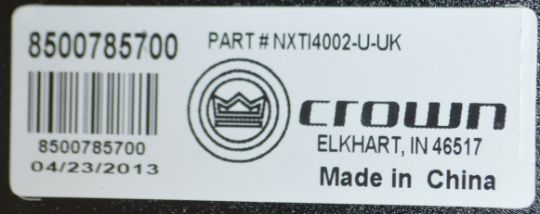 8500785700
PART # NXTI4002-U-UK
8500785700
04/23/2013
crown
ELKHART, IN 46517
Made in China